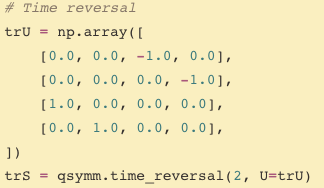 # Time reversal
trU = np.array([
    [0.0, 0.0, -1.0, 0.0],
    [0.0, 0.0, 0.0, -1.0],
    [1.0, 0.0, 0.0, 0.0],
    [0.0, 1.0, 0.0, 0.0],
])
trS = qsymm.time_reversal(2, U=trU)